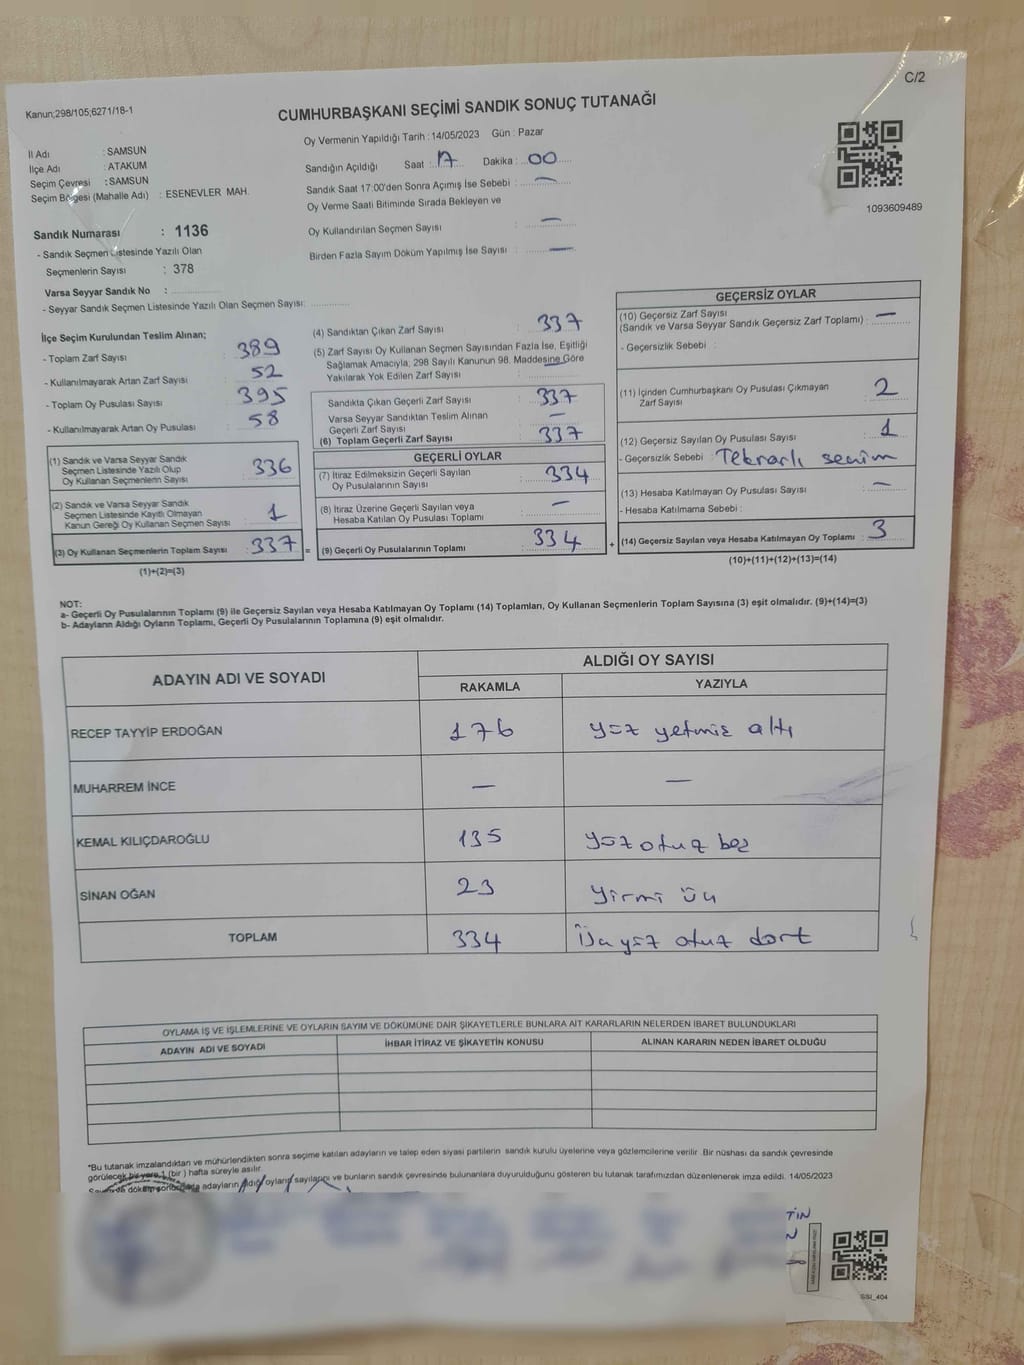 C/2
Kanun;298/105;6271/18-1
CUMHURBAŞKANI SEÇİMİ SANDIK SONUÇ TUTANAĞI
Oy Vermenin Yapıldığı Tarih : 14/05/2023 Gün : Pazar
İl Adı : SAMSUN
İlçe Adı : ATAKUM
Seçim Çevresi : SAMSUN
Seçim Bölgesi (Mahalle Adı) : ESENEVLER MAH.
Sandığın Açıldığı Saat : 17 Dakika : 00
Sandık Saat 17:00'den Sonra Açımış İse Sebebi : —
Oy Verme Saati Bitiminde Sırada Bekleyen ve
Oy Kullandırılan Seçmen Sayısı : —
Birden Fazla Sayım Döküm Yapılmış İse Sayısı : —
1093609489
Sandık Numarası : 1136
- Sandık Seçmen Listesinde Yazılı Olan
Seçmenlerin Sayısı : 378
Varsa Seyyar Sandık No :
- Seyyar Sandık Seçmen Listesinde Yazılı Olan Seçmen Sayısı:
İlçe Seçim Kurulundan Teslim Alınan;
- Toplam Zarf Sayısı : 389
- Kullanılmayarak Artan Zarf Sayısı : 52
- Toplam Oy Pusulası Sayısı : 395
- Kullanılmayarak Artan Oy Pusulası : 58
(1) Sandık ve Varsa Seyyar Sandık
Seçmen Listesinde Yazılı Olup
Oy Kullanan Seçmenlerin Sayısı : 336
(2) Sandık ve Varsa Seyyar Sandık
Seçmen Listesinde Kayıtlı Olmayan
Kanun Gereği Oy Kullanan Seçmen Sayısı : 1
(3) Oy Kullanan Seçmenlerin Toplam Sayısı : 337 =
(1)+(2)=(3)
(4) Sandıktan Çıkan Zarf Sayısı : 337
(5) Zarf Sayısı Oy Kullanan Seçmen Sayısından Fazla İse, Eşitliği
Sağlamak Amacıyla, 298 Sayılı Kanunun 98. Maddesine Göre
Yakılarak Yok Edilen Zarf Sayısı : —
Sandıkta Çıkan Geçerli Zarf Sayısı : 337
Varsa Seyyar Sandıktan Teslim Alınan
Geçerli Zarf Sayısı : —
(6) Toplam Geçerli Zarf Sayısı : 337
GEÇERLİ OYLAR
(7) İtiraz Edilmeksizin Geçerli Sayılan
Oy Pusulalarının Sayısı : 334
(8) İtiraz Üzerine Geçerli Sayılan veya
Hesaba Katılan Oy Pusulası Toplamı : —
(9) Geçerli Oy Pusulalarının Toplamı : 334 +
GEÇERSİZ OYLAR
(10) Geçersiz Zarf Sayısı
(Sandık ve Varsa Seyyar Sandık Geçersiz Zarf Toplamı) : —
- Geçersizlik Sebebi :
(11) İçinden Cumhurbaşkanı Oy Pusulası Çıkmayan
Zarf Sayısı : 2
(12) Geçersiz Sayılan Oy Pusulası Sayısı : 1
- Geçersizlik Sebebi : Tekrarlı secim
(13) Hesaba Katılmayan Oy Pusulası Sayısı : —
- Hesaba Katılmama Sebebi :
(14) Geçersiz Sayılan veya Hesaba Katılmayan Oy Toplamı : 3
(10)+(11)+(12)+(13)=(14)
NOT:
a- Geçerli Oy Pusulalarının Toplamı (9) ile Geçersiz Sayılan veya Hesaba Katılmayan Oy Toplamı (14) Toplamları, Oy Kullanan Seçmenlerin Toplam Sayısına (3) eşit olmalıdır. (9)+(14)=(3)
b- Adayların Aldığı Oyların Toplamı, Geçerli Oy Pusulalarının Toplamına (9) eşit olmalıdır.
ADAYIN ADI VE SOYADI
ALDIĞI OY SAYISI
RAKAMLA YAZIYLA
RECEP TAYYİP ERDOĞAN 176 yüz yetmiş altı
MUHARREM İNCE — —
KEMAL KILIÇDAROĞLU 135 yüz otuz beş
SİNAN OĞAN 23 yirmi üç
TOPLAM 334 Üç yüz otuz dört
OYLAMA İŞ VE İŞLEMLERİNE VE OYLARIN SAYIM VE DÖKÜMÜNE DAİR ŞİKAYETLERLE BUNLARA AİT KARARLARIN NELERDEN İBARET BULUNDUKLARI
ADAYIN ADI VE SOYADI İHBAR İTİRAZ VE ŞİKAYETİN KONUSU ALINAN KARARIN NEDEN İBARET OLDUĞU
*Bu tutanak imzalandıktan ve mühürlendikten sonra seçime katılan adayların ve talep eden siyasi partilerin sandık kurulu üyelerine veya gözlemcilerine verilir .Bir nüshası da sandık çevresinde
görülecek bir yere 1 (bir ) hafta süreyle asılır.
Sayım ve döküm sonucunda adayların aldığı oyların sayılarını ve bunların sandık çevresinde bulunanlara duyurulduğunu gösteren bu tutanak tarafımızdan düzenlenerek imza edildi. 14/05/2023
TİN
SSI_404